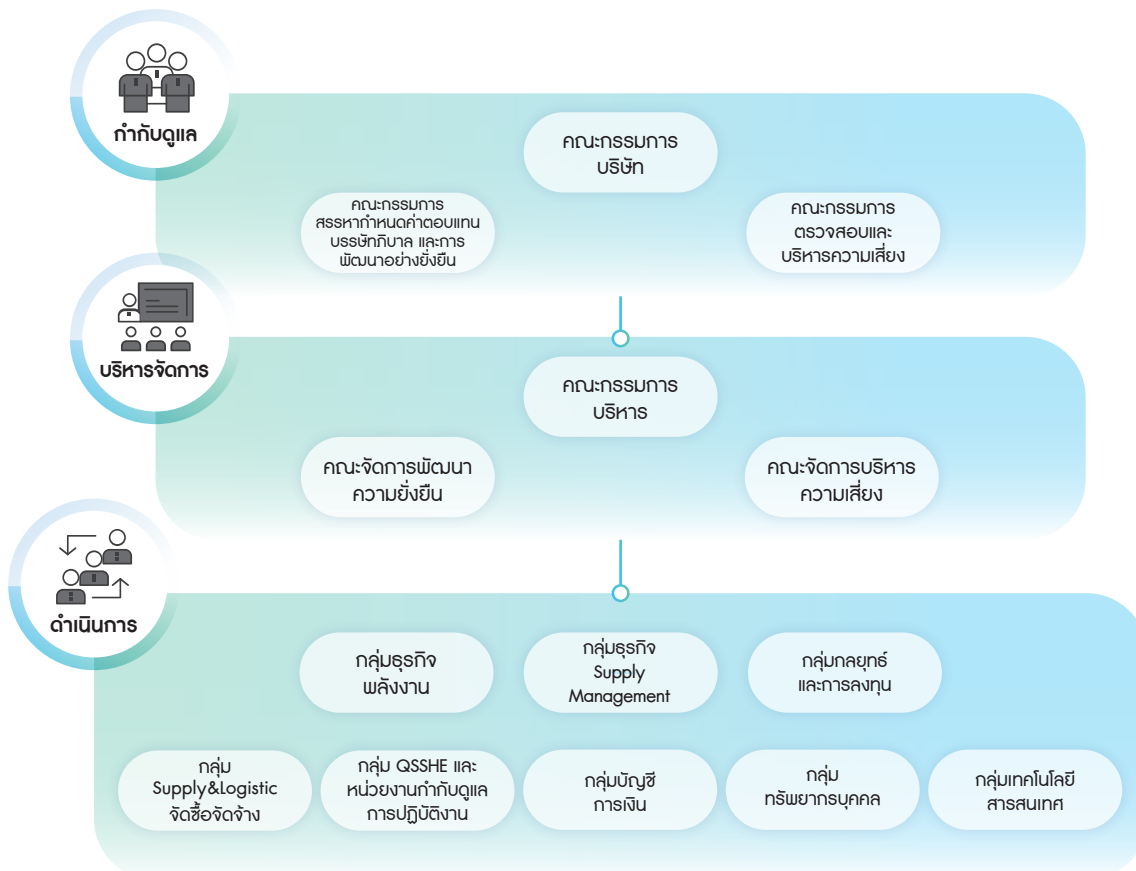 กำกับดูแล
คณะกรรมการ
บริษัท
คณะกรรมการ
สรรหากำหนดค่าตอบแทน
บรรษัทภิบาล และการ
พัฒนาอย่างยั่งยืน
คณะกรรมการ
ตรวจสอบและ
บริหารความเสี่ยง
บริหารจัดการ
คณะกรรมการ
บริหาร
คณะจัดการพัฒนา
ความยั่งยืน
คณะจัดการบริหาร
ความเสี่ยง
ดำเนินการ
กลุ่มธุรกิจ
พลังงาน
กลุ่มธุรกิจ
Supply
Management
กลุ่มกลยุทธ์
และการลงทุน
กลุ่ม
Supply&Logistic
จัดซื้อจัดจ้าง
กลุ่ม QSSHE และ
หน่วยงานกำกับดูแล
การปฏิบัติงาน
กลุ่มบัญชี
การเงิน
กลุ่ม
ทรัพยากรบุคคล
กลุ่มเทคโนโลยี
สารสนเทศ